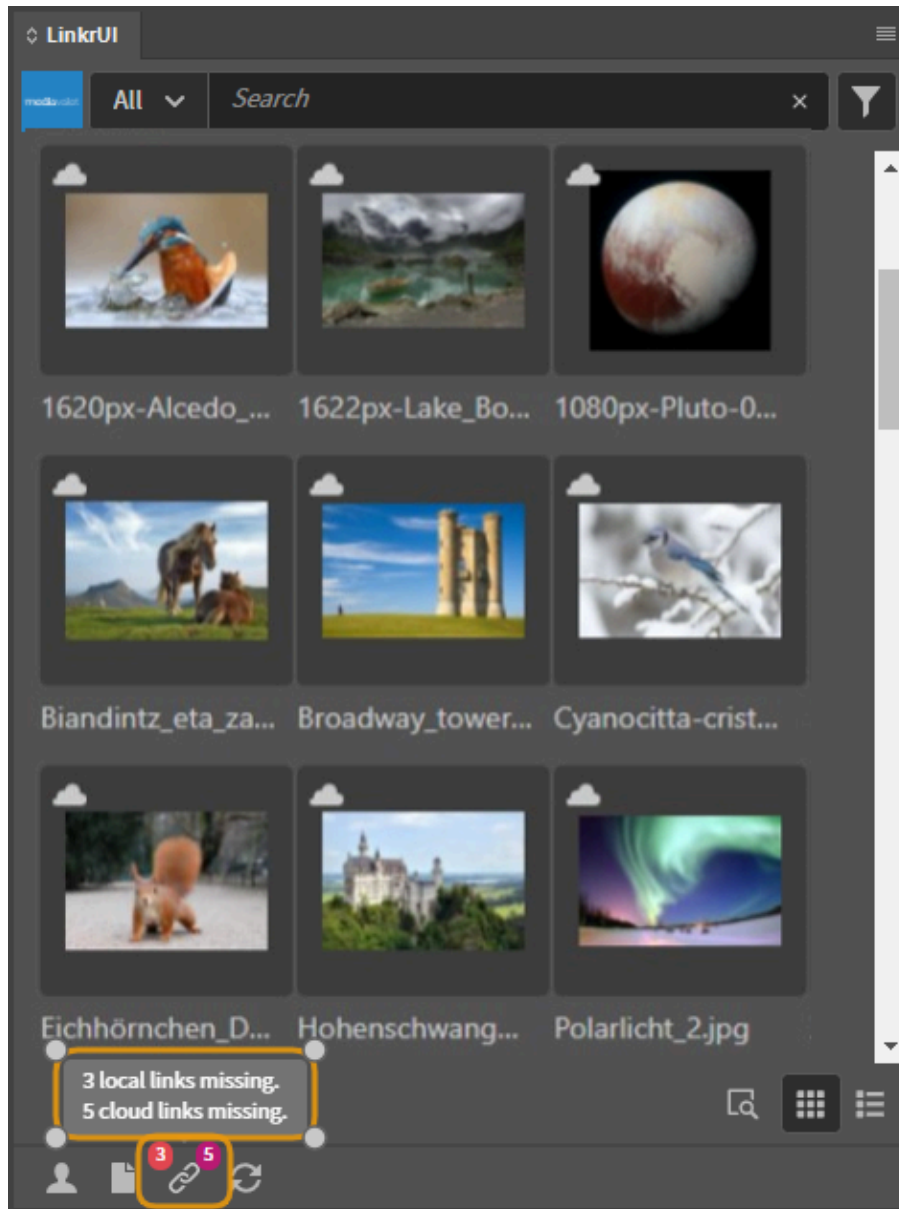 LinkrUI
mediavalet
All Search
1620px-Alcedo_... 1622px-Lake_Bo... 1080px-Pluto-0...
Biandintz_eta_za... Broadway_tower... Cyanocitta-crist...
Eichhörnchen_D... Hohenschwang... Polarlicht_2.jpg
3 local links missing.
5 cloud links missing.
3 5